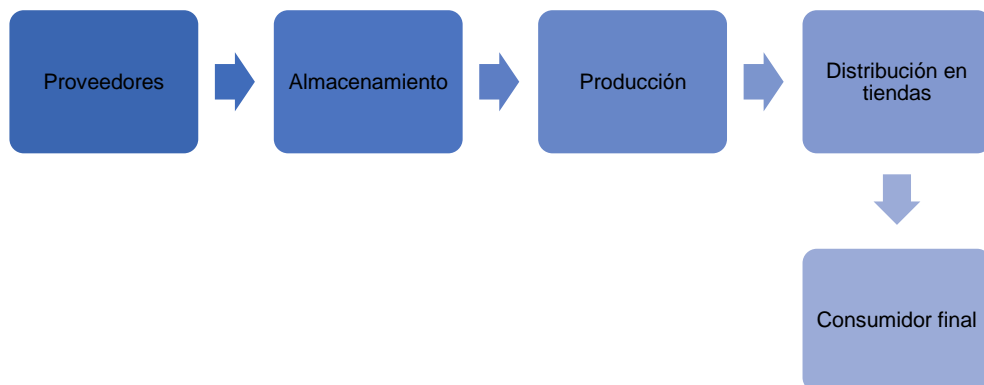 Proveedores
Almacenamiento
Producción
Distribución en
tiendas
Consumidor final